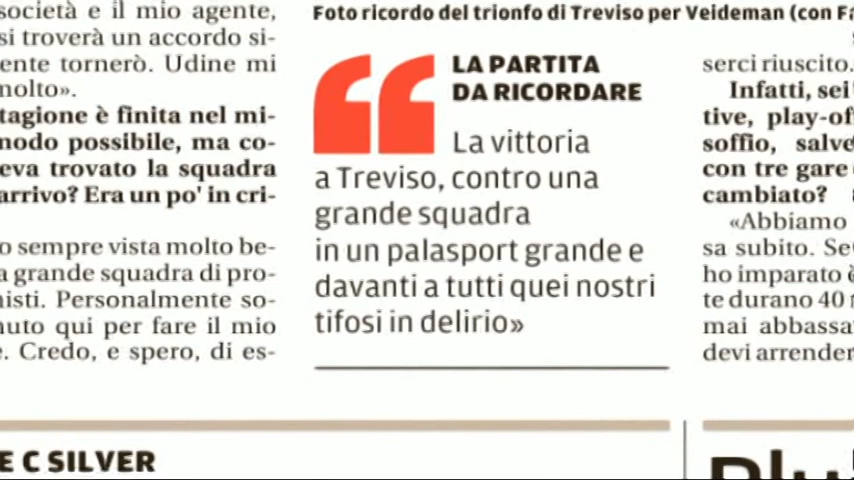 società e il mio agente,
si troverà un accordo si-
ente tornerò. Udine mi
molto».
tagione è finita nel mi-
modo possibile, ma co-
eva trovato la squadra
arrivo? Era un po' in cri-
o sempre vista molto be-
a grande squadra di pro-
nisti. Personalmente so-
nuto qui per fare il mio
e. Credo, e spero, di es-
Foto ricordo del trionfo di Treviso per Veideman (con
LA PARTITA
DA RICORDARE
La vittoria
a Treviso, contro una
grande squadra
in un palasport grande e
davanti a tutti quei nostri
tifosi in delirio»
serci riuscito.
Infatti, sei
tive, play-of
soffio, salve
con tre gare
cambiato?
«Abbiamo
sa subito. Se
ho imparato è
te durano 40
mai abbassa
devi arrender
E C SILVER